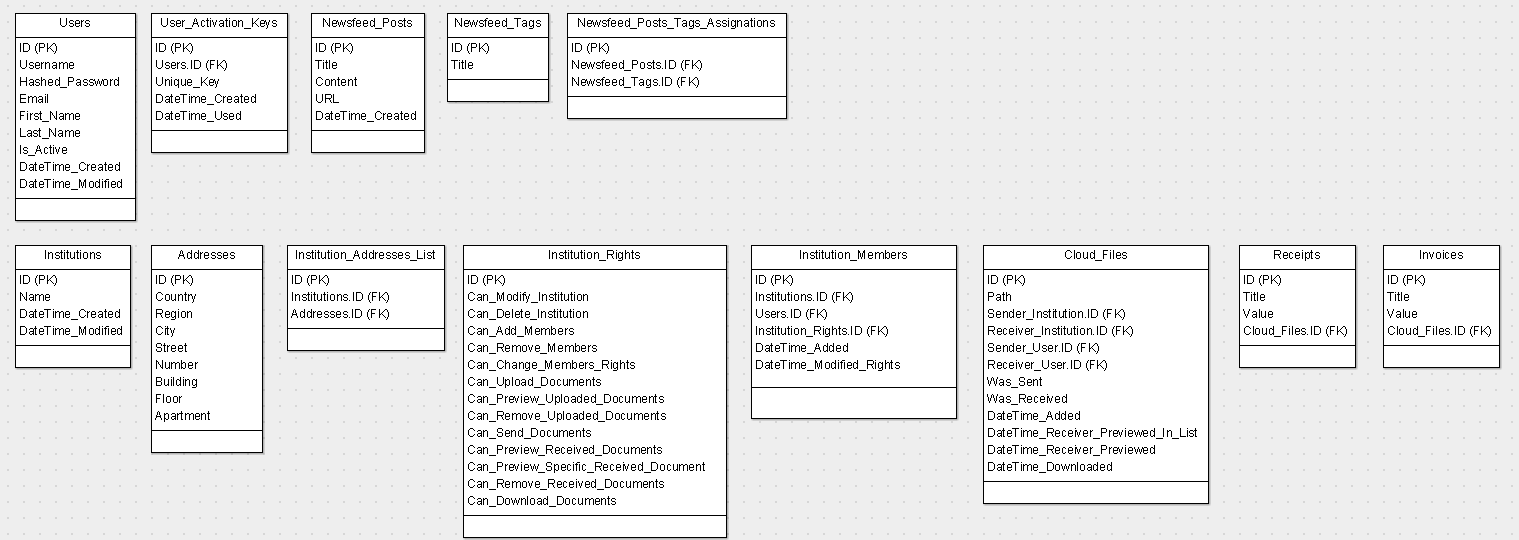 Users
ID (PK)
Username
Hashed_Password
Email
First_Name
Last_Name
Is_Active
DateTime_Created
DateTime_Modified
User_Activation_Keys
ID (PK)
Users.ID (FK)
Unique_Key
DateTime_Created
DateTime_Used
Newsfeed_Posts
ID (PK)
Title
Content
URL
DateTime_Created
Newsfeed_Tags
ID (PK)
Title
Newsfeed_Posts_Tags_Assignations
ID (PK)
Newsfeed_Posts.ID (FK)
Newsfeed_Tags.ID (FK)
Institutions
ID (PK)
Name
DateTime_Created
DateTime_Modified
Addresses
ID (PK)
Country
Region
City
Street
Number
Building
Floor
Apartment
Institution_Addresses_List
ID (PK)
Institutions.ID (FK)
Addresses.ID (FK)
Institution_Rights
ID (PK)
Can_Modify_Institution
Can_Delete_Institution
Can_Add_Members
Can_Remove_Members
Can_Change_Members_Rights
Can_Upload_Documents
Can_Preview_Uploaded_Documents
Can_Remove_Uploaded_Documents
Can_Send_Documents
Can_Preview_Received_Documents
Can_Preview_Specific_Received_Document
Can_Remove_Received_Documents
Can_Download_Documents
Institution_Members
ID (PK)
Institutions.ID (FK)
Users.ID (FK)
Institution_Rights.ID (FK)
DateTime_Added
DateTime_Modified_Rights
Cloud_Files
ID (PK)
Path
Sender_Institution.ID (FK)
Receiver_Institution.ID (FK)
Sender_User.ID (FK)
Receiver_User.ID (FK)
Was_Sent
Was_Received
DateTime_Added
DateTime_Receiver_Previewed_In_List
DateTime_Receiver_Previewed
DateTime_Downloaded
Receipts
ID (PK)
Title
Value
Cloud_Files.ID (FK)
Invoices
ID (PK)
Title
Value
Cloud_Files.ID (FK)